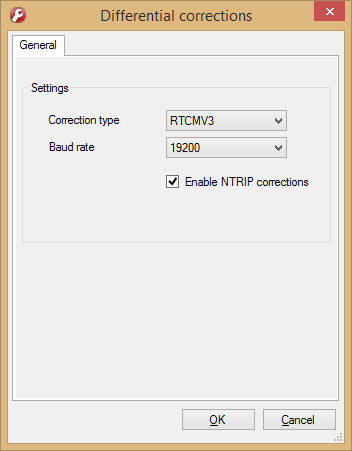 Differential corrections
General
Settings
Correction type RTCMV3
Baud rate 19200
Enable NTRIP corrections
OK Cancel